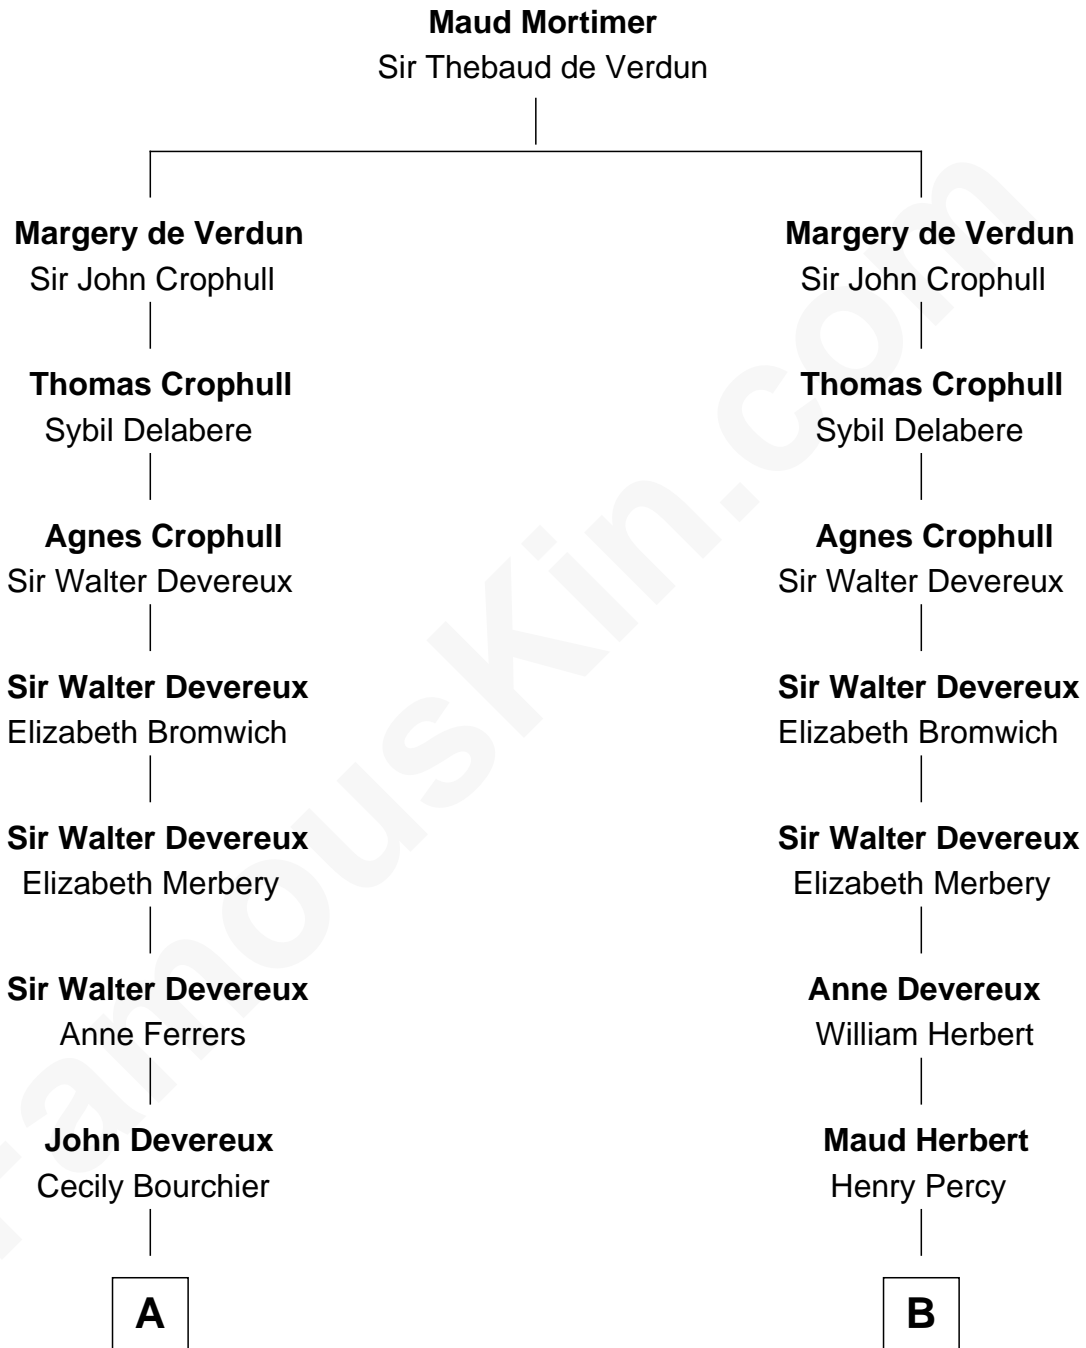 Maud Mortimer
Sir Thebaud de Verdun
Margery de Verdun
Sir John Crophull
Thomas Crophull
Sybil Delabere
Agnes Crophull
Sir Walter Devereux
Sir Walter Devereux
Elizabeth Bromwich
Sir Walter Devereux
Elizabeth Merbery
Sir Walter Devereux
Anne Ferrers
John Devereux
Cecily Bourchier
A
Margery de Verdun
Sir John Crophull
Thomas Crophull
Sybil Delabere
Agnes Crophull
Sir Walter Devereux
Sir Walter Devereux
Elizabeth Bromwich
Sir Walter Devereux
Elizabeth Merbery
Anne Devereux
William Herbert
Maud Herbert
Henry Percy
B
FamousKin.com